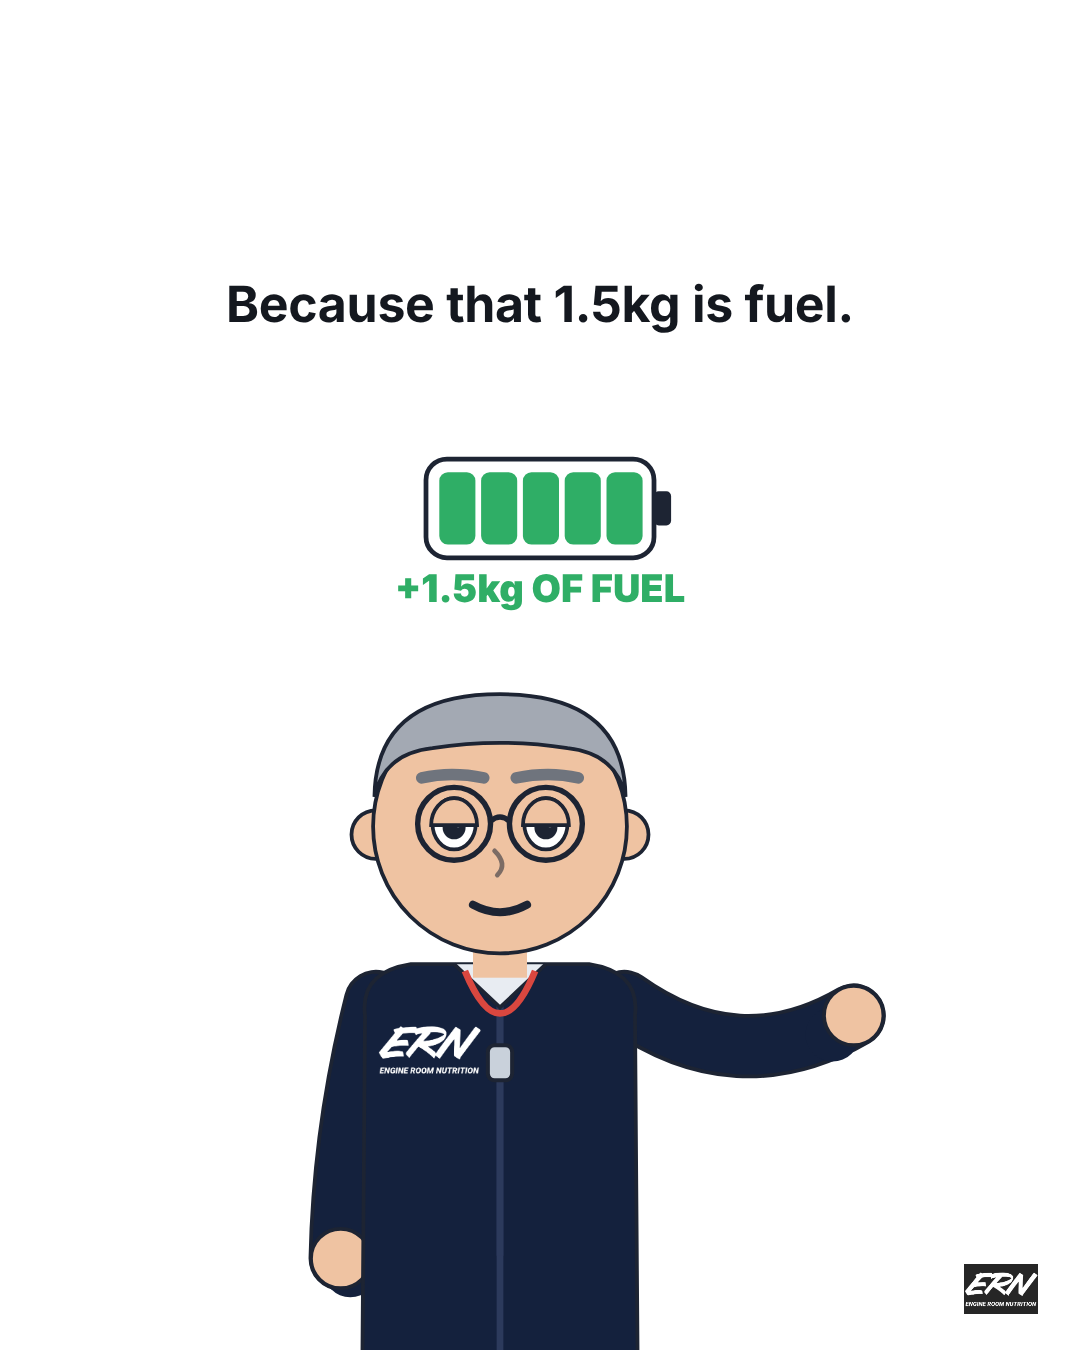 Because that 1.5kg is fuel.
+1.5kg OF FUEL
ERN
ENGINE ROOM NUTRITION
ERN
ENGINE ROOM NUTRITION